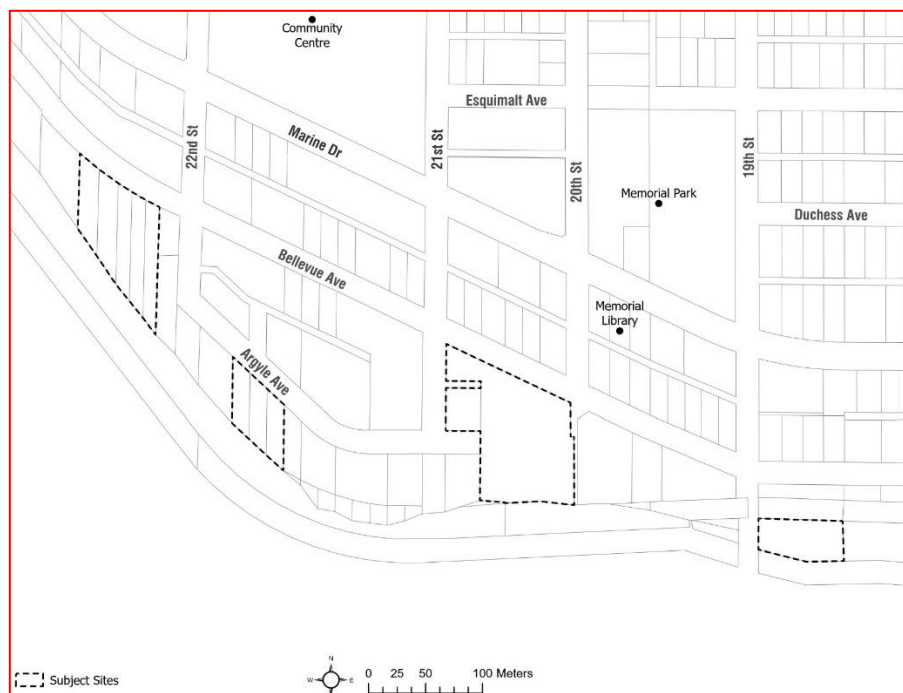 Community
Centre
Esquimalt Ave
Marine Dr
22nd St
21st St
20th St
19th St
Memorial Park
Duchess Ave
Bellevue Ave
Memorial
Library
Argyle Ave
Subject Sites
N
W E
S
0 25 50 100 Meters